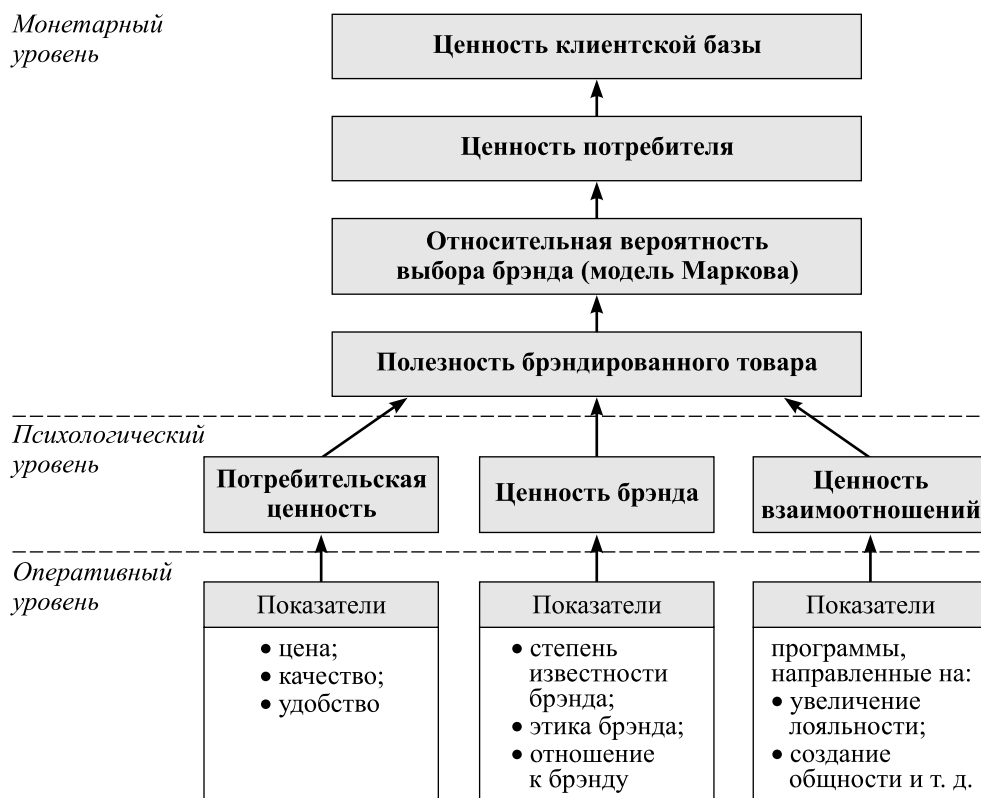 Монетарный
уровень
Ценность клиентской базы
Ценность потребителя
Относительная вероятность
выбора брэнда (модель Маркова)
Полезность брэндированного товара
Психологический
уровень
Потребительская
ценность
Ценность брэнда
Ценность
взаимоотношений
Оперативный
уровень
Показатели
• цена;
• качество;
• удобство
Показатели
• степень
известности
брэнда;
• этика брэнда;
• отношение
к брэнду
Показатели
программы,
направленные на:
• увеличение
лояльности;
• создание
общности и т. д.